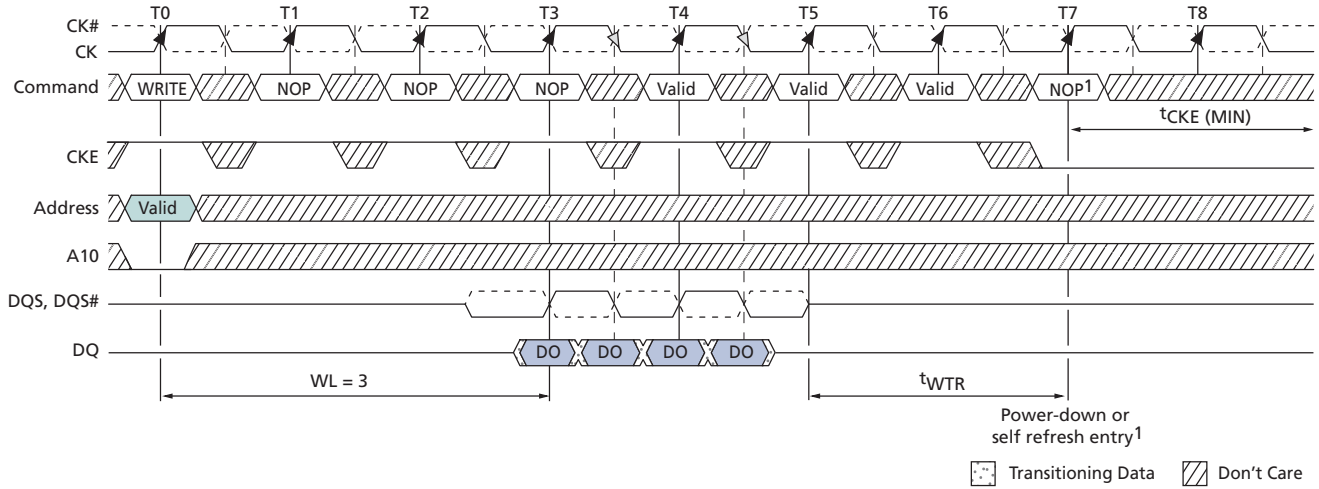 T0 T1 T2 T3 T4 T5 T6 T7 T8
CK#
CK
Command WRITE NOP NOP NOP Valid Valid Valid NOP1
tCKE (MIN)
CKE
Address Valid
A10
DQS, DQS#
DQ DO DO DO DO
WL = 3 tWTR
Power-down or
self refresh entry1
Transitioning Data Don't Care